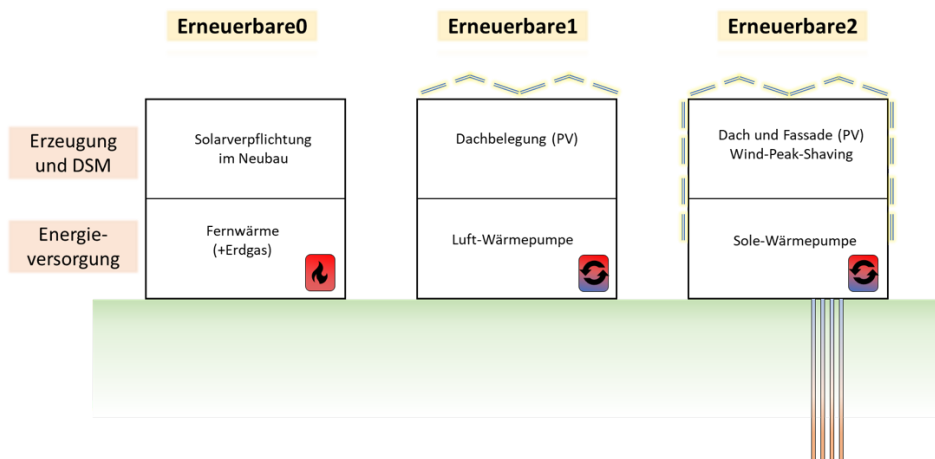 Erneuerbare0
Erneuerbare1
Erneuerbare2
Erzeugung
und DSM
Solarverpflichtung
im Neubau
Dachbelegung (PV)
Dach und Fassade (PV)
Wind-Peak-Shaving
Energie-
versorgung
Fernwärme
(+Erdgas)
Luft-Wärmepumpe
Sole-Wärmepumpe